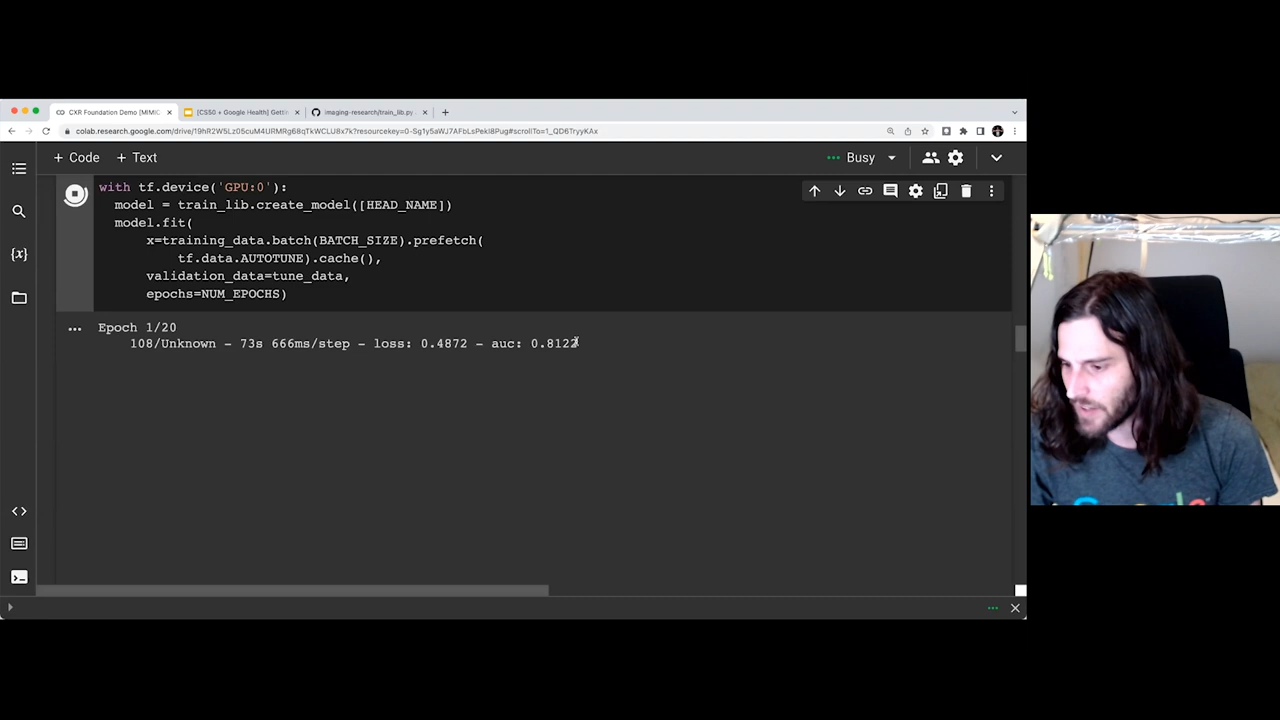 CXR Foundation Demo [MIMIC
[CS50 + Google Health] Gett
imaging-research/train_lib.py
+ Code + Text
Busy
with tf.device('GPU:0'):
model = train_lib.create_model([HEAD_NAME])
model.fit(
x=training_data.batch(BATCH_SIZE).prefetch(
tf.data.AUTOTUNE).cache(),
validation_data=tune_data,
epochs=NUM_EPOCHS)
Epoch 1/20
108/Unknown - 73s 666ms/step - loss: 0.4872 - auc: 0.8122